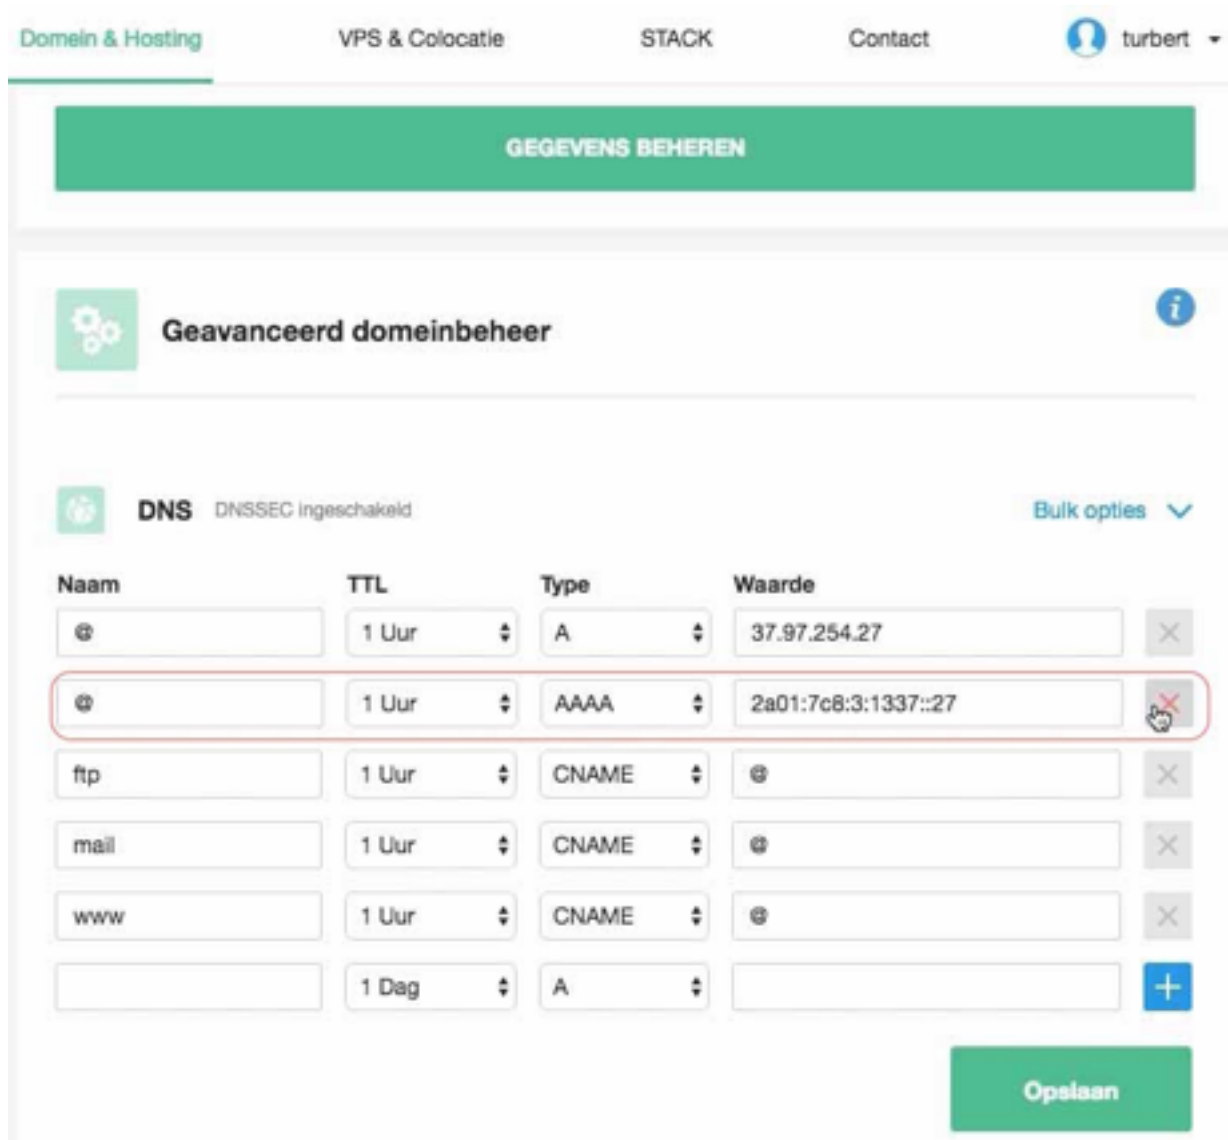 Domein & Hosting VPS & Colocatie STACK Contact turbert
GEGEVENS BEHEREN
Geavanceerd domeinbeheer
DNS DNSSEC ingeschakeld Bulk opties
Naam TTL Type Waarde
@ 1 Uur A 37.97.254.27
@ 1 Uur AAAA 2a01:7c8:3:1337::27
ftp 1 Uur CNAME @
mail 1 Uur CNAME @
www 1 Uur CNAME @
1 Dag A
Opslaan